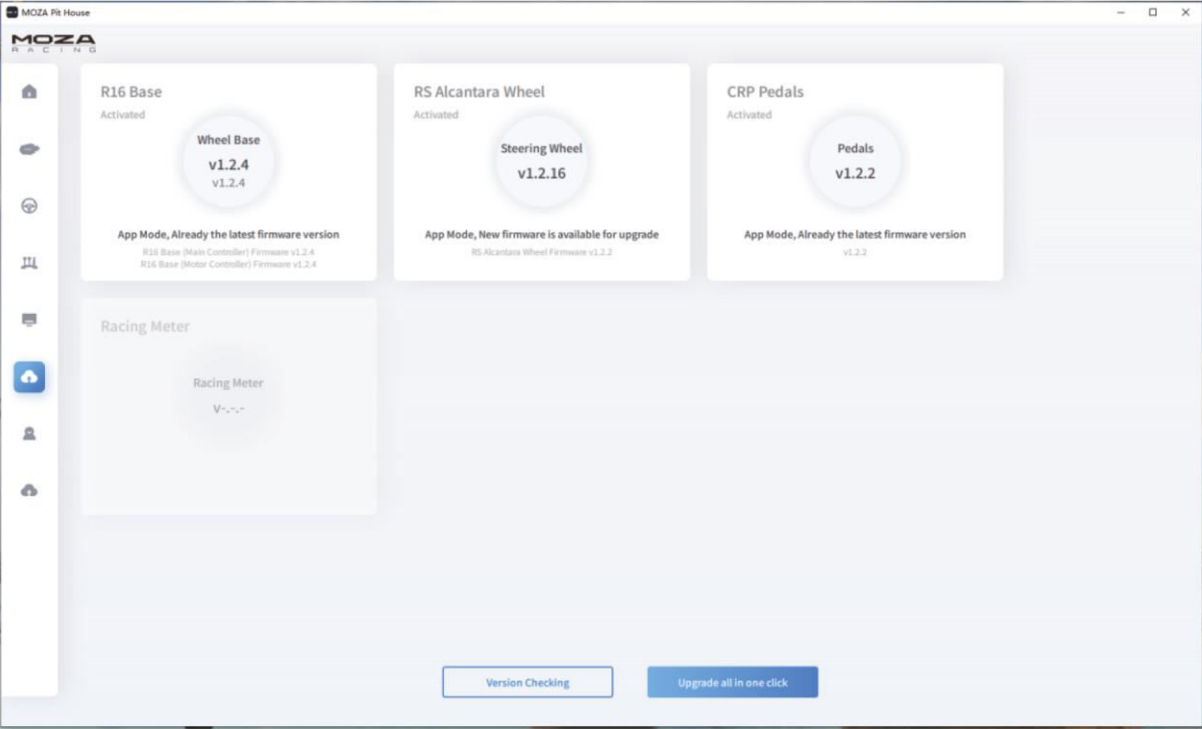 MOZA Pit House
MOZA
RACING
R16 Base
Activated
Wheel Base
v1.2.4
v1.2.4
App Mode, Already the latest firmware version
R16 Base (Main Controller) Firmware v1.2.4
R16 Base (Motor Controller) Firmware v1.2.4
RS Alcantara Wheel
Activated
Steering Wheel
v1.2.16
App Mode, New firmware is available for upgrade
RS Alcantara Wheel Firmware v1.2.2
CRP Pedals
Activated
Pedals
v1.2.2
App Mode, Already the latest firmware version
v1.2.2
Racing Meter
Racing Meter
v-.-.-
Version Checking
Upgrade all in one click